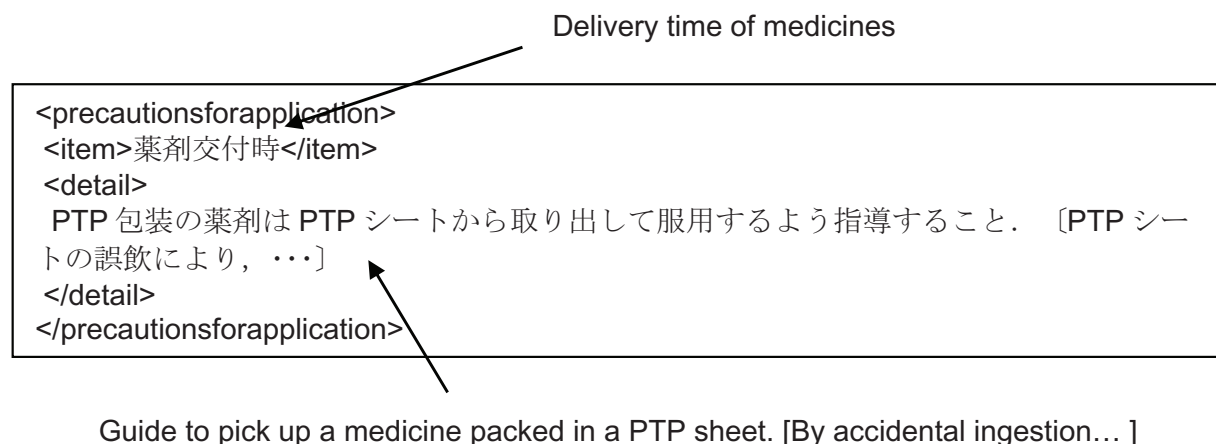 Delivery time of medicines
<precautionsforapplication>
<item>薬剤交付時</item>
<detail>
PTP 包装の薬剤は PTP シートから取り出して服用するよう指導すること. 〔PTP シー
トの誤飲により, ･･･〕
</detail>
</precautionsforapplication>
Guide to pick up a medicine packed in a PTP sheet. [By accidental ingestion… ]